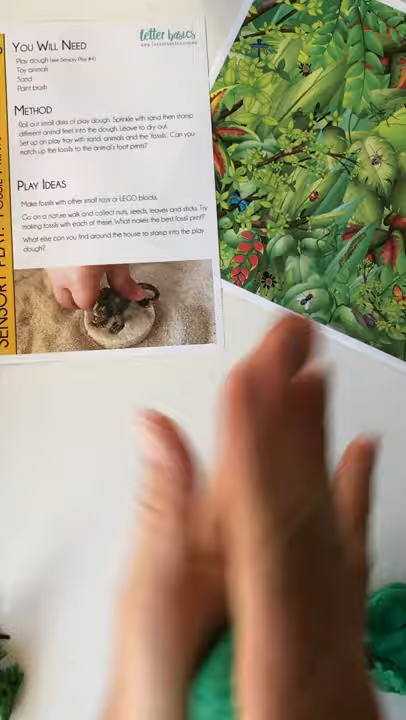 letter basics
YOU WILL NEED
Play dough (see Sensory Play #4)
Toy animals
Sand
Paint brush
METHOD
Roll out small disks of play dough. Sprinkle with sand then stamp
different animal feet into the dough. Leave to dry out.
Set up an play tray with sand, animals and the 'fossils'. Can you
match up the fossils to the animal's foot prints?
PLAY IDEAS
Make fossils with other small toys or LEGO blocks.
Go on a nature walk and collect nuts, seeds, leaves and sticks. Try
making fossils with each of these. What makes the best fossil print?
What else can you find around the house to stamp into the play
dough?
SENSORY PLAY: FOSSIL